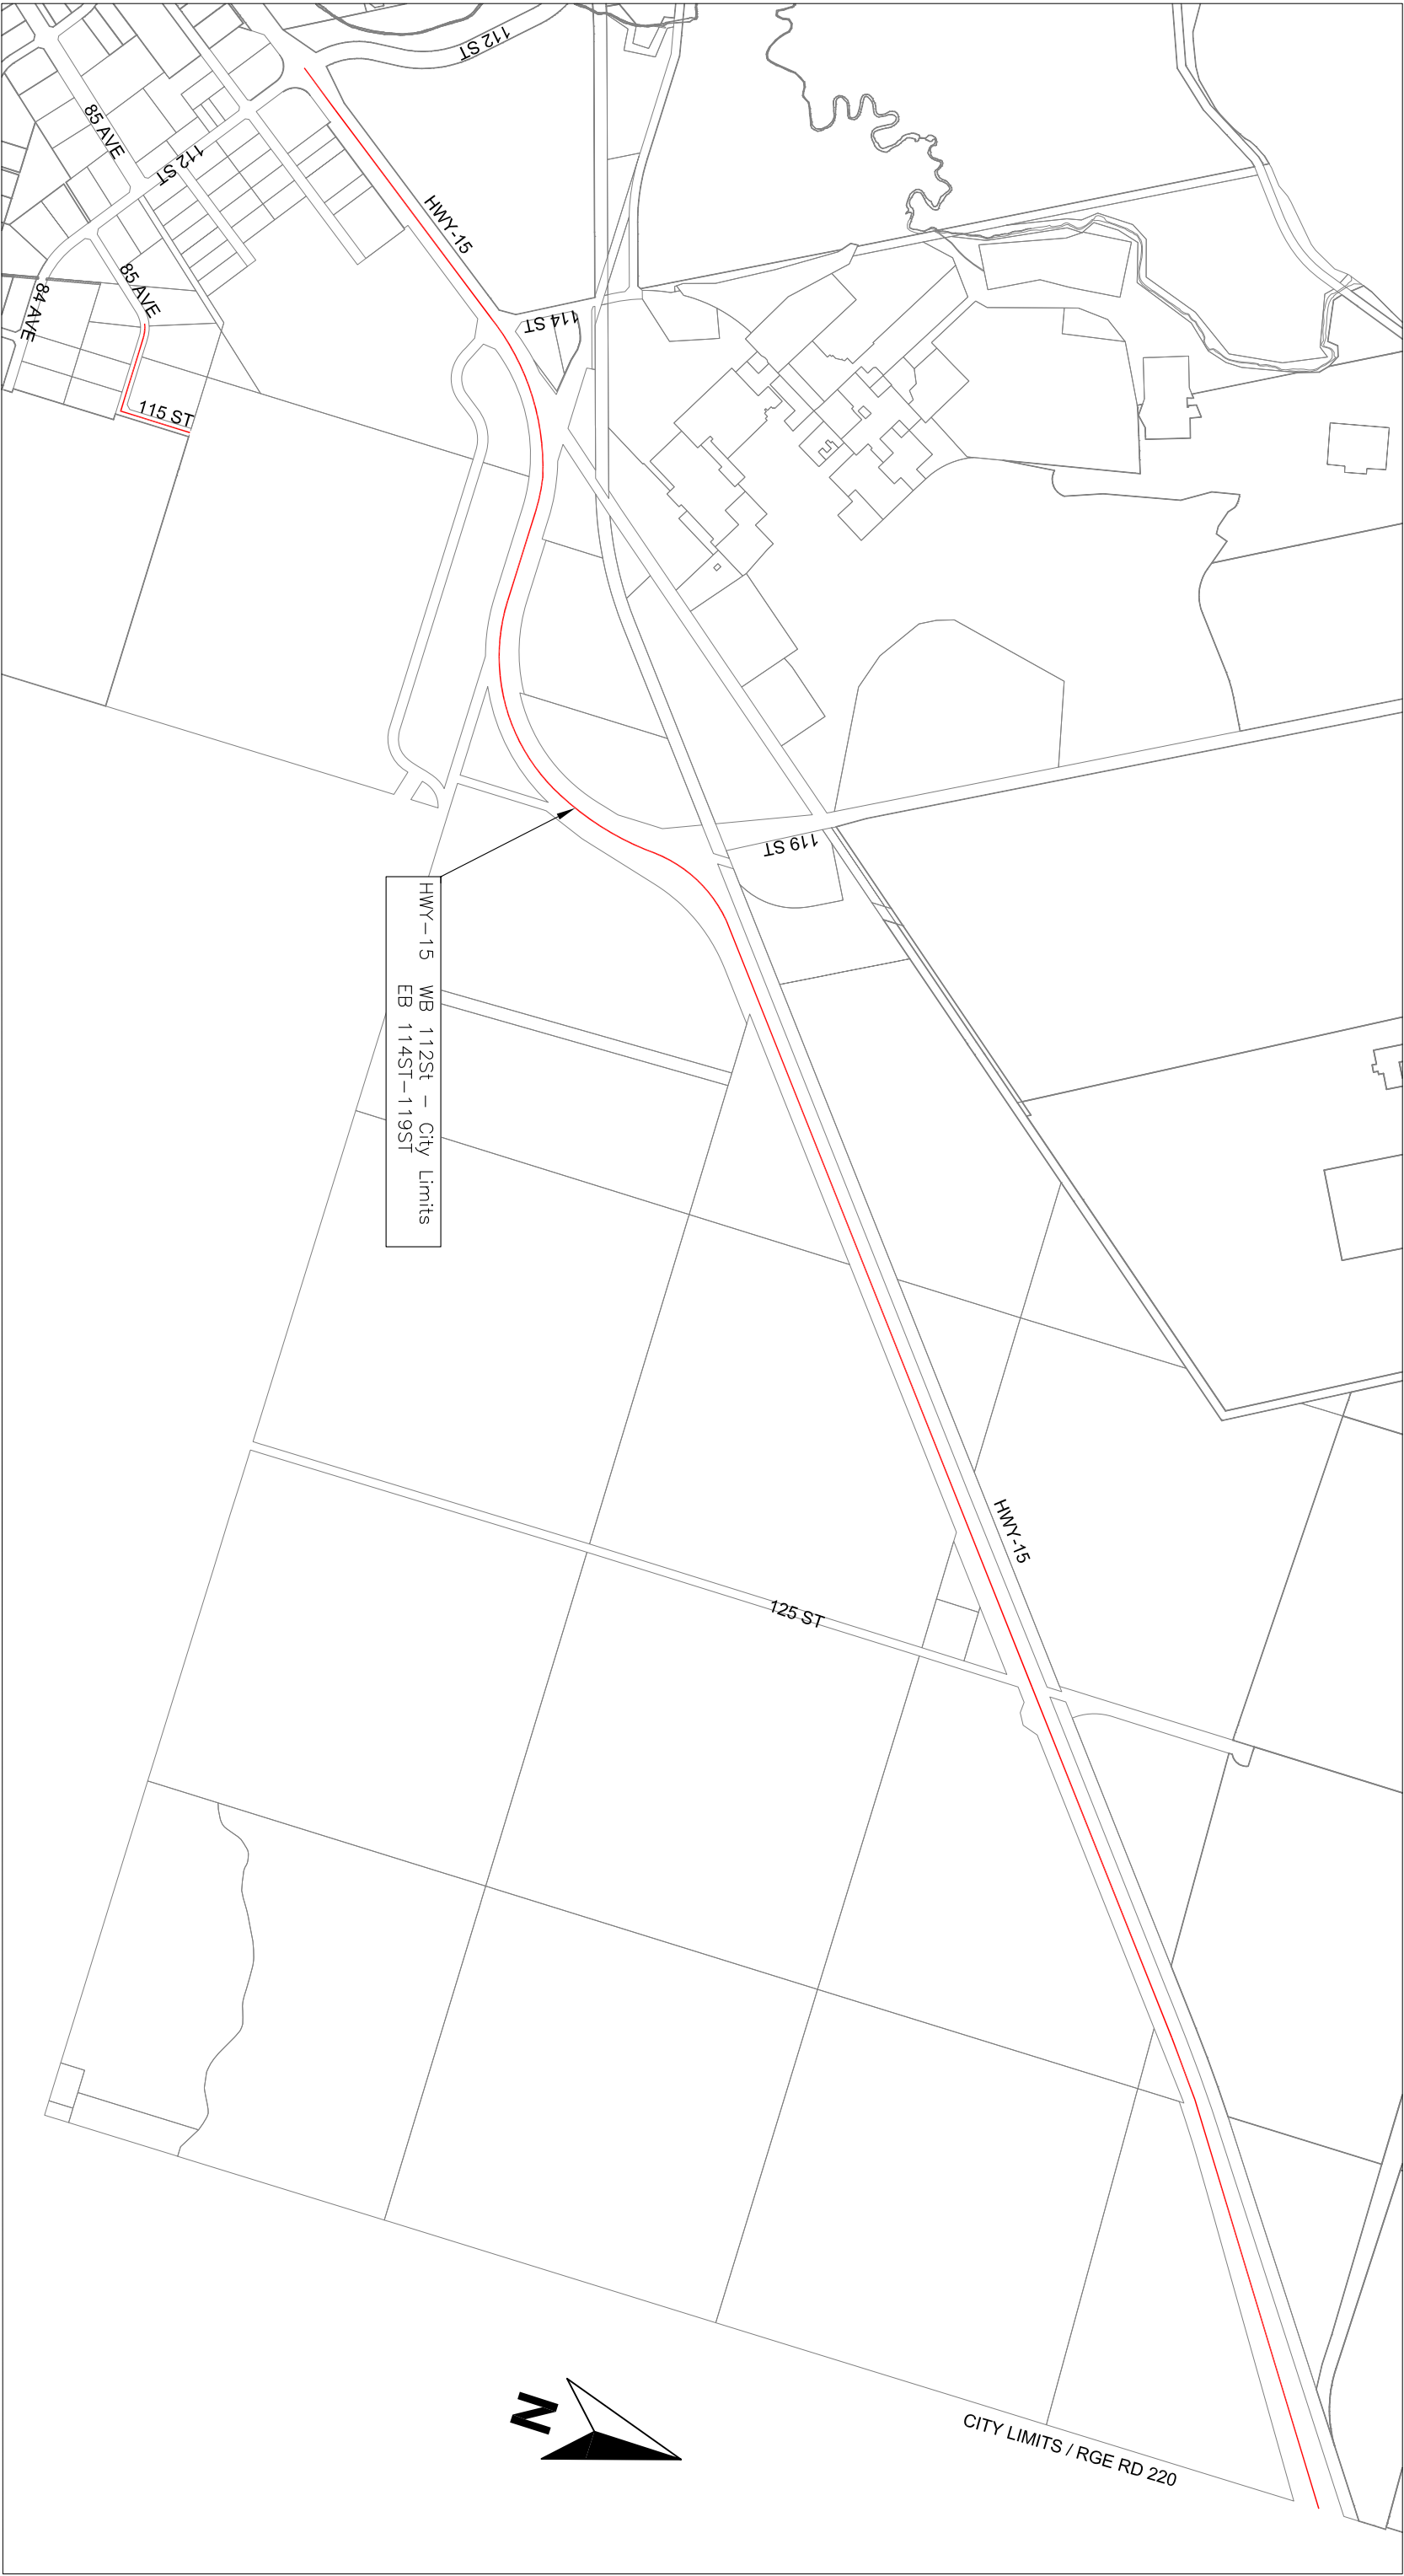 112 ST
85 AVE
112 ST
HWY-15
85 AVE
84 AVE
114 ST
115 ST
119 ST
HWY-15 WB 112St - City Limits
EB 114ST-119ST
HWY-15
125 ST
N
CITY LIMITS / RGE RD 220